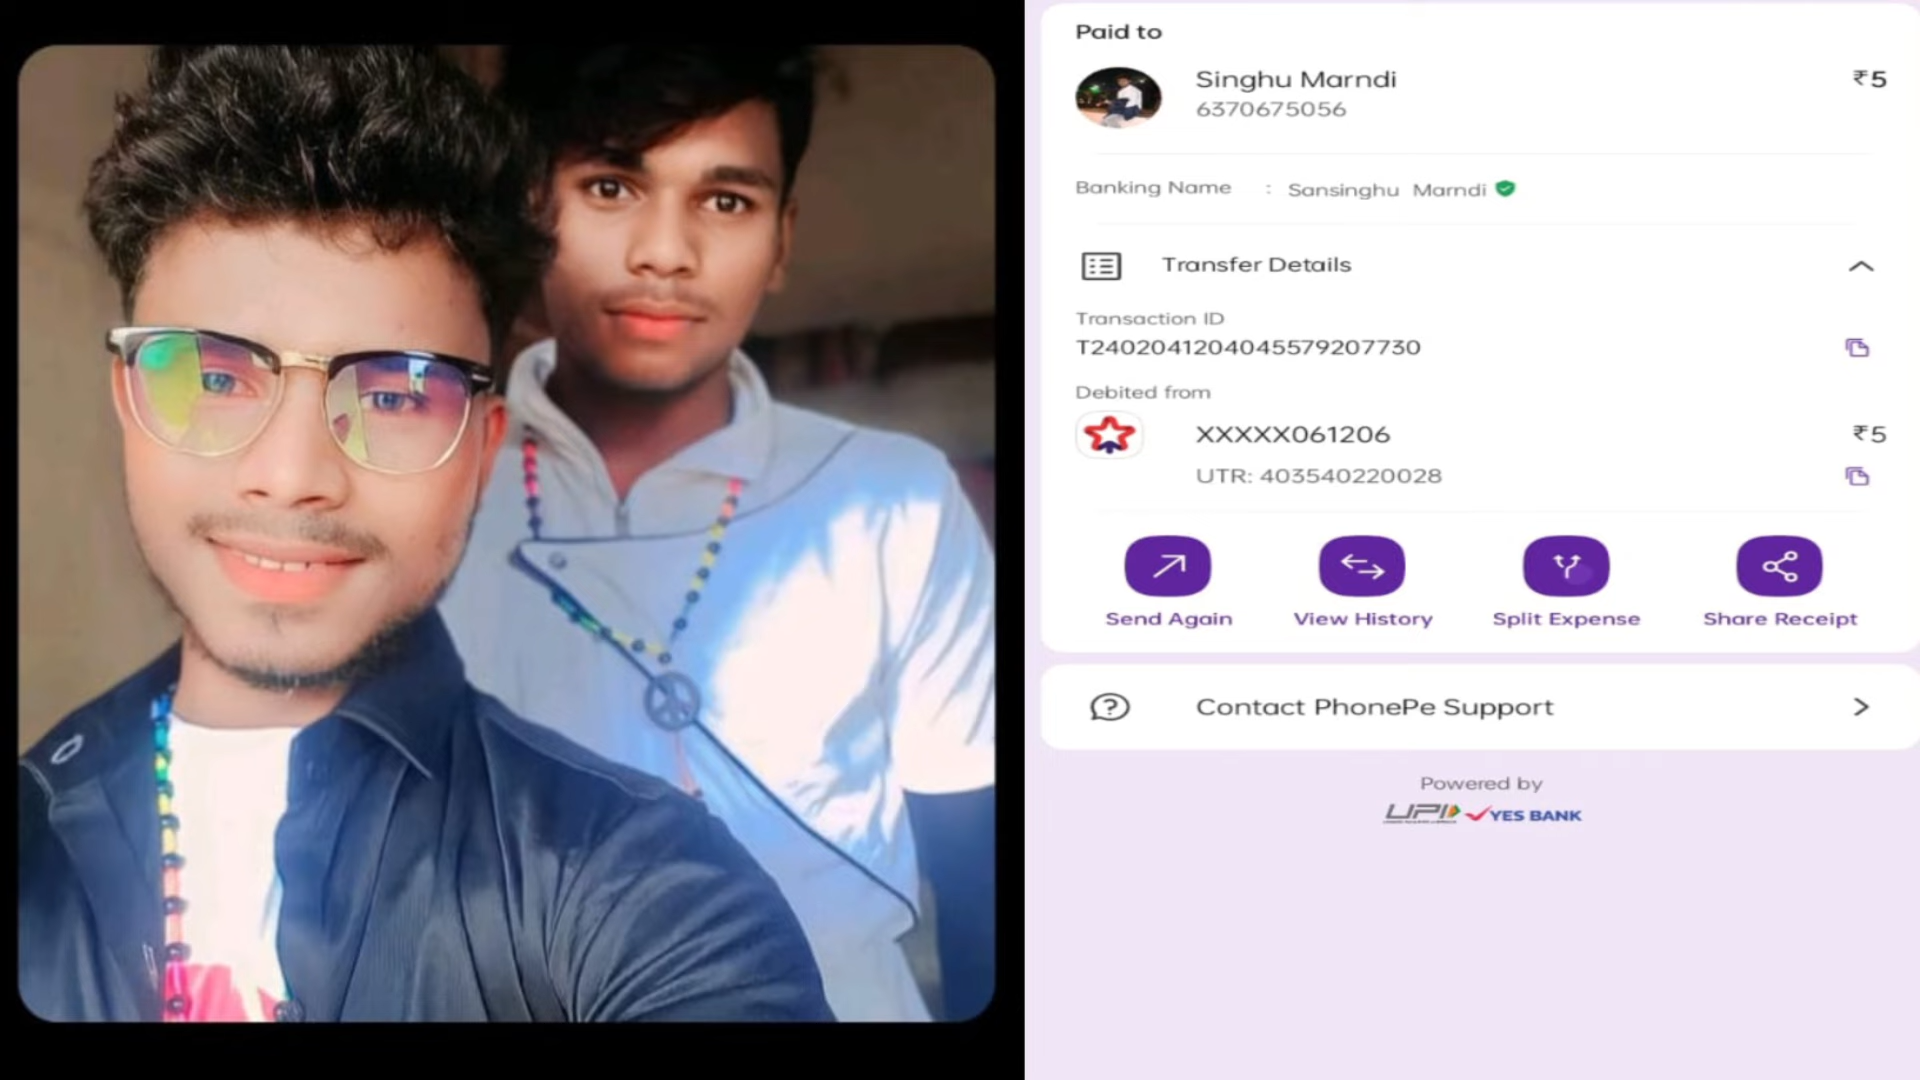 Paid to
Singhu Marndi ₹5
6370675056
Banking Name : Sansinghu Marndi
Transfer Details
Transaction ID
T2402041204045579207730
Debited from
XXXXX061206 ₹5
UTR: 403540220028
Send Again View History Split Expense Share Receipt
Contact PhonePe Support
Powered by
UPI YES BANK